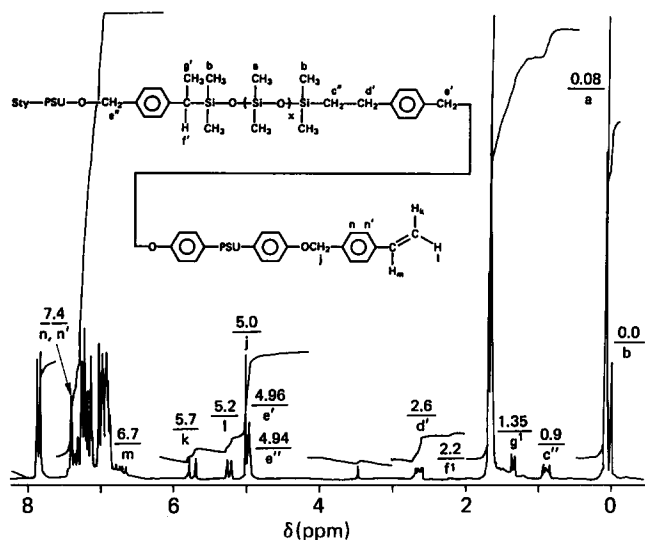 g' b s b
CH₃ CH₃ CH₃ CH₃
Sty—PSU—O—CH₂— —C—Si—O—(Si—O)ₓ—Si—CH₂—CH₂— —CH₂—
c'' d' e'
e'' H CH₃ CH₃ CH₃
f'
—O— —PSU— —OCH₂—
n n' Hk
H
j Hm l
7.4
n, n'
6.7
m
5.7
k
5.2
l
5.0
j
4.96
e'
4.94
e''
2.6
d'
2.2
f¹
1.35
g¹
0.9
c''
0.08
a
0.0
b
8 6 4 2 0
δ(ppm)